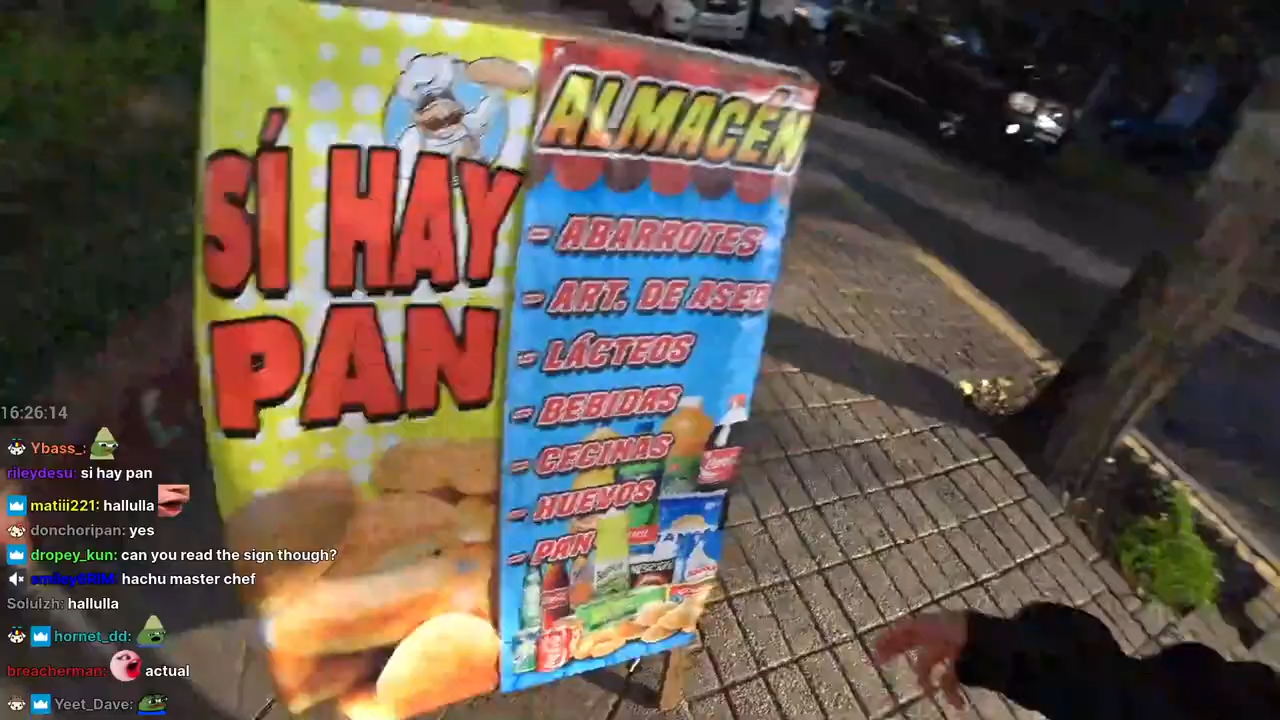 SÍ HAY
PAN
ALMACÉN
- ABARROTES
- ART. DE ASEO
- LÁCTEOS
- BEBIDAS
- CECINAS
- HUEVOS
- PAN
16:26:14
Ybass_:
rileydesu: si hay pan
matiii221: hallulla
donchoripan: yes
dropey_kun: can you read the sign though?
hachu master chef
Solulzh: hallulla
hornet_dd:
breacherman: actual
Yeet_Dave: